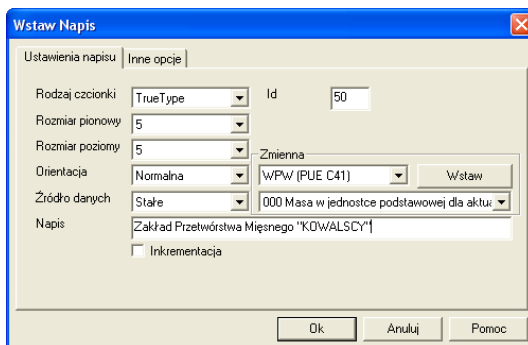 Wstaw Napis
Ustawienia napisu Inne opcje
Rodzaj czcionki TrueType Id 50
Rozmiar pionowy 5
Rozmiar poziomy 5 Zmienna
Orientacja Normalna WPW (PUE C41) Wstaw
Źródło danych Stałe 000 Masa w jednostce podstawowej dla aktua
Napis Zakład Przetwórstwa Mięsnego "KOWALSCY"
Inkrementacja
Ok Anuluj Pomoc